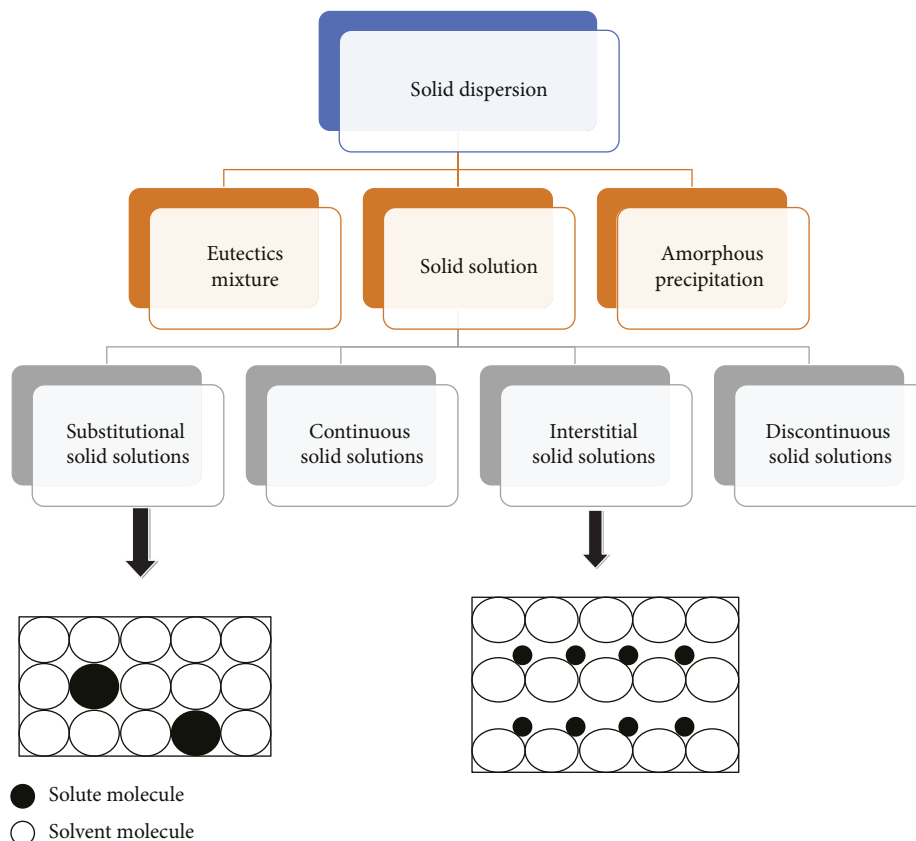 Solid dispersion
Eutectics
mixture
Solid solution
Amorphous
precipitation
Substitutional
solid solutions
Continuous
solid solutions
Interstitial
solid solutions
Discontinuous
solid solutions
Solute molecule
Solvent molecule